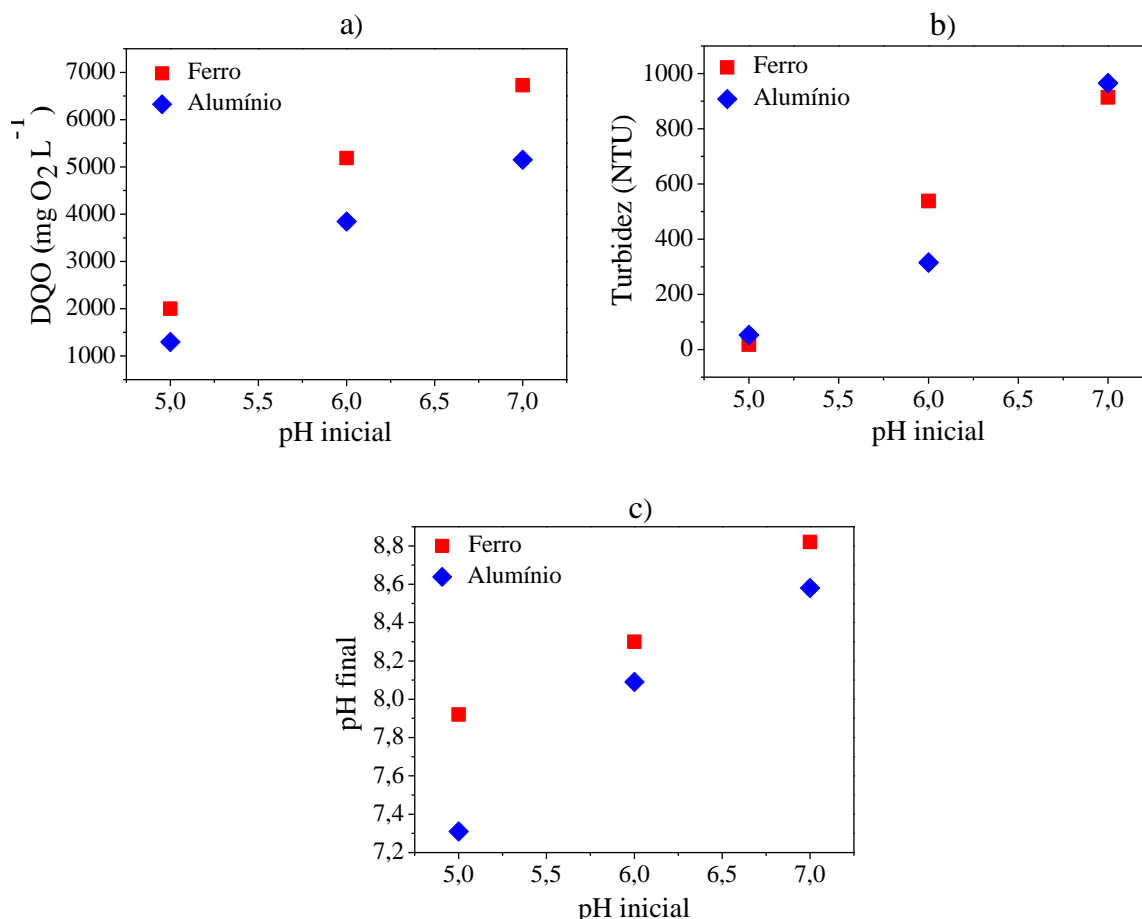 a)
Ferro
Alumínio
7000
6000
5000
4000
3000
2000
1000
DQO (mg O2 L-1)
5,0 5,5 6,0 6,5 7,0
pH inicial
b)
Ferro
Alumínio
1000
800
600
400
200
0
Turbidez (NTU)
5,0 5,5 6,0 6,5 7,0
pH inicial
c)
Ferro
Alumínio
8,8
8,6
8,4
8,2
8,0
7,8
7,6
7,4
7,2
pH final
5,0 5,5 6,0 6,5 7,0
pH inicial